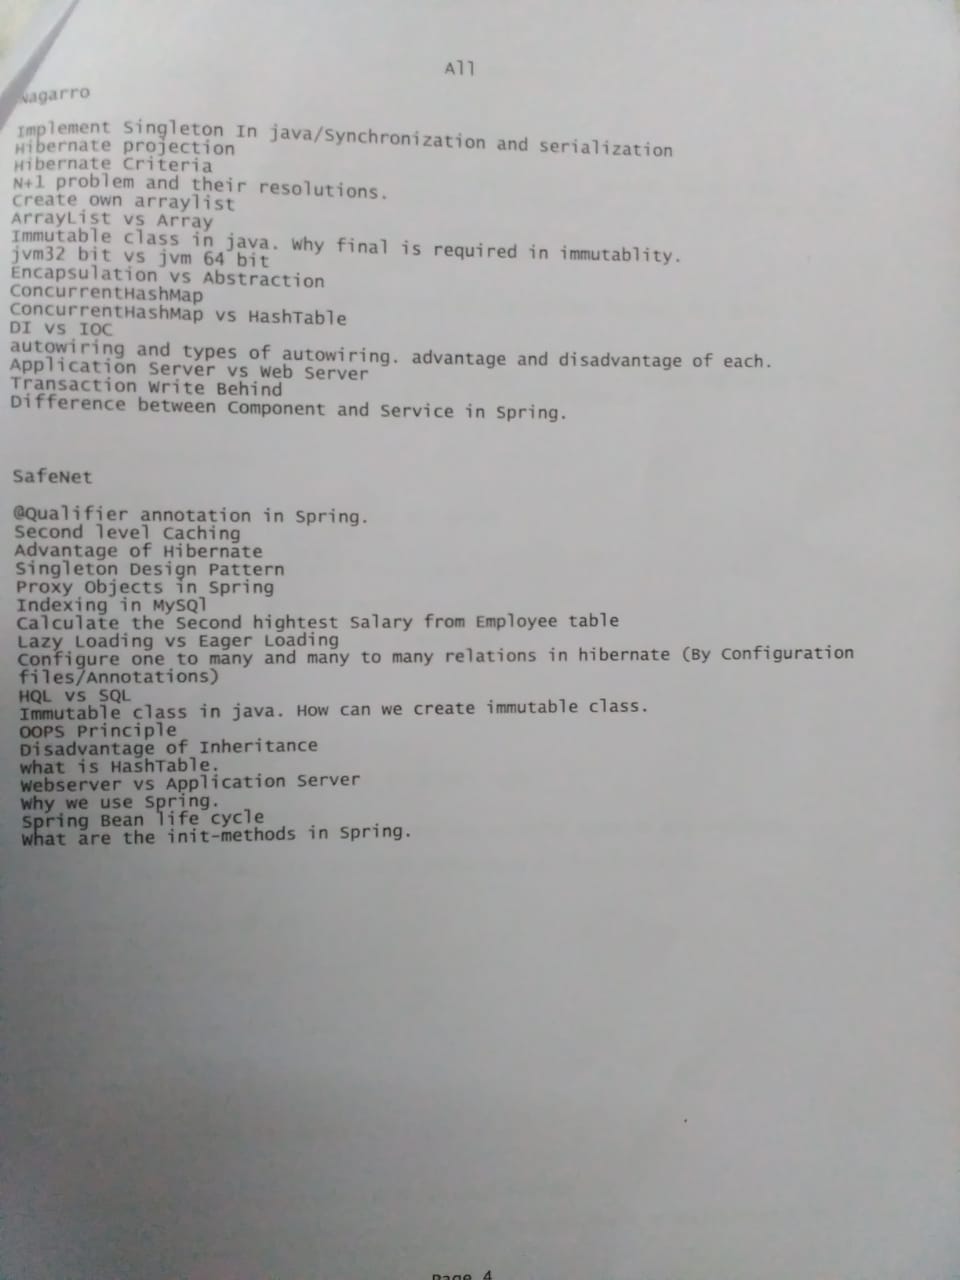 All
Nagarro
Implement Singleton In java/Synchronization and serialization
Hibernate projection
Hibernate Criteria
N+1 problem and their resolutions.
Create own arraylist
ArrayList vs Array
Immutable class in java. Why final is required in immutablity.
jvm32 bit vs jvm 64 bit
Encapsulation vs Abstraction
ConcurrentHashMap
ConcurrentHashMap vs HashTable
DI vs IOC
autowiring and types of autowiring. advantage and disadvantage of each.
Application Server vs Web Server
Transaction Write Behind
Difference between Component and Service in Spring.
SafeNet
@Qualifier annotation in Spring.
Second level Caching
Advantage of Hibernate
Singleton Design Pattern
Proxy Objects in Spring
Indexing in MySQl
Calculate the Second hightest Salary from Employee table
Lazy Loading vs Eager Loading
Configure one to many and many to many relations in hibernate (By Configuration
files/Annotations)
HQL vs SQL
Immutable class in java. How can we create immutable class.
OOPS Principle
Disadvantage of Inheritance
what is HashTable.
Webserver vs Application Server
Why we use Spring.
Spring Bean life cycle
What are the init-methods in Spring.
Page 4